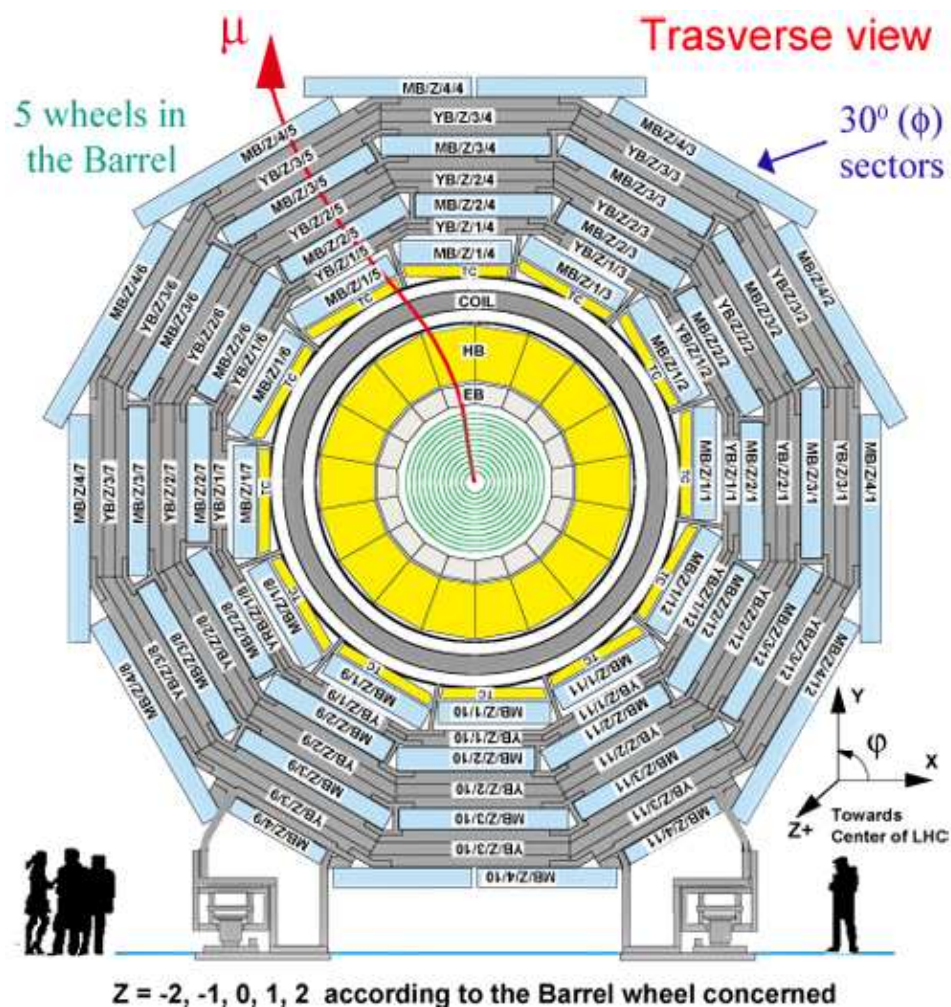 μ
Trasverse view
5 wheels in
the Barrel
30⁰ (ϕ)
sectors
MB/Z/4/4
YB/Z/3/4
MB/Z/3/4
YB/Z/2/4
MB/Z/2/4
YB/Z/1/4
MB/Z/1/4
TC
MB/Z/4/5
YB/Z/3/5
MB/Z/3/5
YB/Z/2/5
MB/Z/2/5
YB/Z/1/5
MB/Z/1/5
TC
MB/Z/4/3
YB/Z/3/3
MB/Z/3/3
YB/Z/2/3
MB/Z/2/3
YB/Z/1/3
MB/Z/1/3
TC
MB/Z/4/6
YB/Z/3/6
MB/Z/3/6
YB/Z/2/6
MB/Z/2/6
YB/Z/1/6
MB/Z/1/6
TC
COIL
HB
EB
TC
MB/Z/1/2
YB/Z/1/2
MB/Z/2/2
YB/Z/2/2
MB/Z/3/2
YB/Z/3/2
MB/Z/4/2
MB/Z/4/7
YB/Z/3/7
MB/Z/3/7
YB/Z/2/7
MB/Z/2/7
YB/Z/1/7
MB/Z/1/7
TC
TC
MB/Z/1/1
YB/Z/1/1
MB/Z/2/1
YB/Z/2/1
MB/Z/3/1
YB/Z/3/1
MB/Z/4/1
MB/Z/4/8
YB/Z/3/8
MB/Z/3/8
YB/Z/2/8
MB/Z/2/8
MB/Z/1/8
TC
TC
MB/Z/1/12
YB/Z/1/12
MB/Z/2/12
YB/Z/2/12
MB/Z/3/12
YB/Z/3/12
MB/Z/4/12
TC
MB/Z/1/9
YB/Z/1/9
MB/Z/2/9
YB/Z/2/9
MB/Z/3/9
YB/Z/3/9
MB/Z/4/9
TC
MB/Z/1/11
YB/Z/1/11
MB/Z/2/11
YB/Z/2/11
MB/Z/3/11
YB/Z/3/11
MB/Z/4/11
TC
MB/Z/1/10
YB/Z/1/10
MB/Z/2/10
YB/Z/2/10
MB/Z/3/10
YB/Z/3/10
MB/Z/4/10
Y
φ
X
Z+
Towards
Center of LHC
Z = -2, -1, 0, 1, 2 according to the Barrel wheel concerned